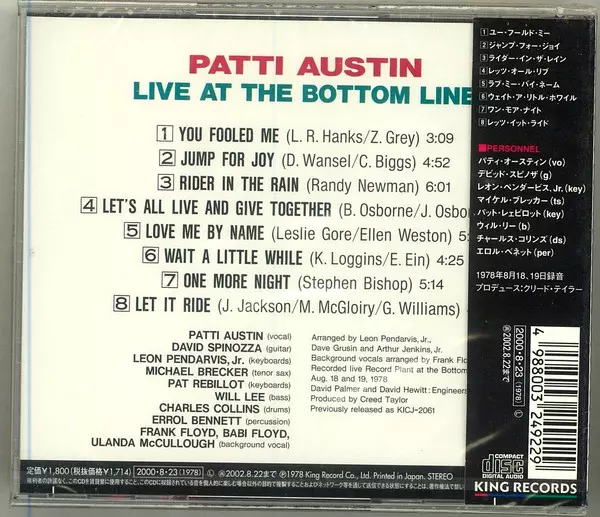 PATTI AUSTIN
LIVE AT THE BOTTOM LINE
1 YOU FOOLED ME (L. R. Hanks/Z. Grey) 3:09
2 JUMP FOR JOY (D. Wansel/C. Biggs) 4:52
3 RIDER IN THE RAIN (Randy Newman) 6:01
4 LET'S ALL LIVE AND GIVE TOGETHER (B. Osborne/J. Osbor
5 LOVE ME BY NAME (Leslie Gore/Ellen Weston) 5:
6 WAIT A LITTLE WHILE (K. Loggins/E. Ein) 4:25
7 ONE MORE NIGHT (Stephen Bishop) 5:14
8 LET IT RIDE (J. Jackson/M. McGloiry/G. Williams)
PATTI AUSTIN (vocal)
DAVID SPINOZZA (guitar)
LEON PENDARVIS, Jr. (keyboards)
MICHAEL BRECKER (tenor sax)
PAT REBILLOT (keyboards)
WILL LEE (bass)
CHARLES COLLINS (drums)
ERROL BENNETT (percussion)
FRANK FLOYD, BABI FLOYD,
ULANDA McCULLOUGH (background vocal)
Arranged by Leon Pendarvis, Jr.,
Dave Grusin and Arthur Jenkins, Jr.
Background vocals arranged by Frank Flo
Recorded live Record Plant at the Bottom
Aug. 18 and 19, 1978
David Palmer and David Hewitt: Engineers
Produced by Creed Taylor
Previously released as KICJ-2061
定価¥1,800(税抜価格¥1,714) 2000・8・23(1978) Ⓛ Ⓐ2002.8.22まで Ⓟ1978 King Record Co., Ltd. Printed in Japan. STEREO
1 ユー・フールド・ミー
2 ジャンプ・フォー・ジョイ
3 ライダー・イン・ザ・レイン
4 レッツ・オール・リブ
5 ラブ・ミー・バイ・ネーム
6 ウェイト・ア・リトル・ホワイル
7 ワン・モア・ナイト
8 レッツ・イット・ライド
■PERSONNEL
パティ・オースティン (vo)
デビッド・スピノザ (g)
レオン・ペンダービス, Jr. (key)
マイケル・ブレッカー (ts)
パット・レビロット (key)
ウィル・リー (b)
チャールス・コリンズ (ds)
エロル・ベネット (per)
1978年8月18、19日録音
プロデュース：クリード・テイラー
2000・8・23 (1978) Ⓛ
Ⓐ2002.8.22まで
4 988003 249229
COMPACT
disc
DIGITAL AUDIO
KING RECORDS